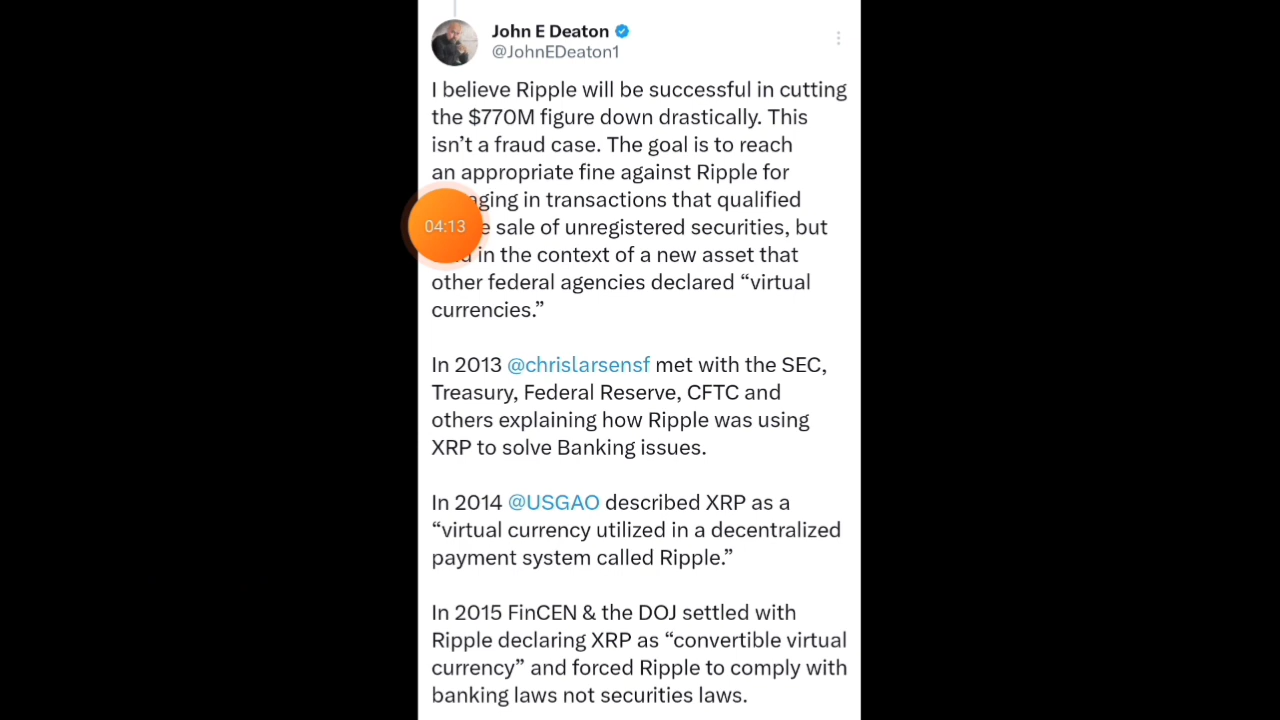 John E Deaton
@JohnEDeaton1
I believe Ripple will be successful in cutting
the $770M figure down drastically. This
isn’t a fraud case. The goal is to reach
an appropriate fine against Ripple for
aging in transactions that qualified
04:13
e sale of unregistered securities, but
in the context of a new asset that
other federal agencies declared “virtual
currencies.”
In 2013 @chrislarsensf met with the SEC,
Treasury, Federal Reserve, CFTC and
others explaining how Ripple was using
XRP to solve Banking issues.
In 2014 @USGAO described XRP as a
“virtual currency utilized in a decentralized
payment system called Ripple.”
In 2015 FinCEN & the DOJ settled with
Ripple declaring XRP as “convertible virtual
currency” and forced Ripple to comply with
banking laws not securities laws.